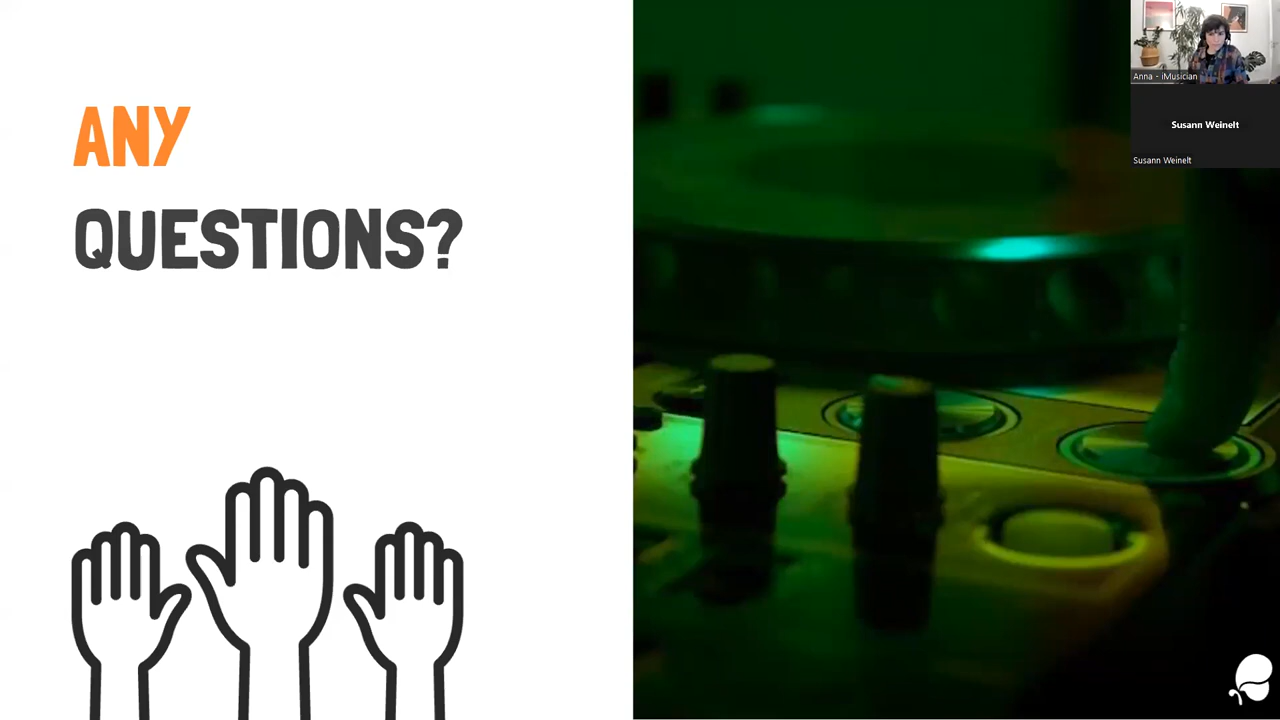 ANY
QUESTIONS?
Anna - iMusician
Susann Weinelt
Susann Weinelt